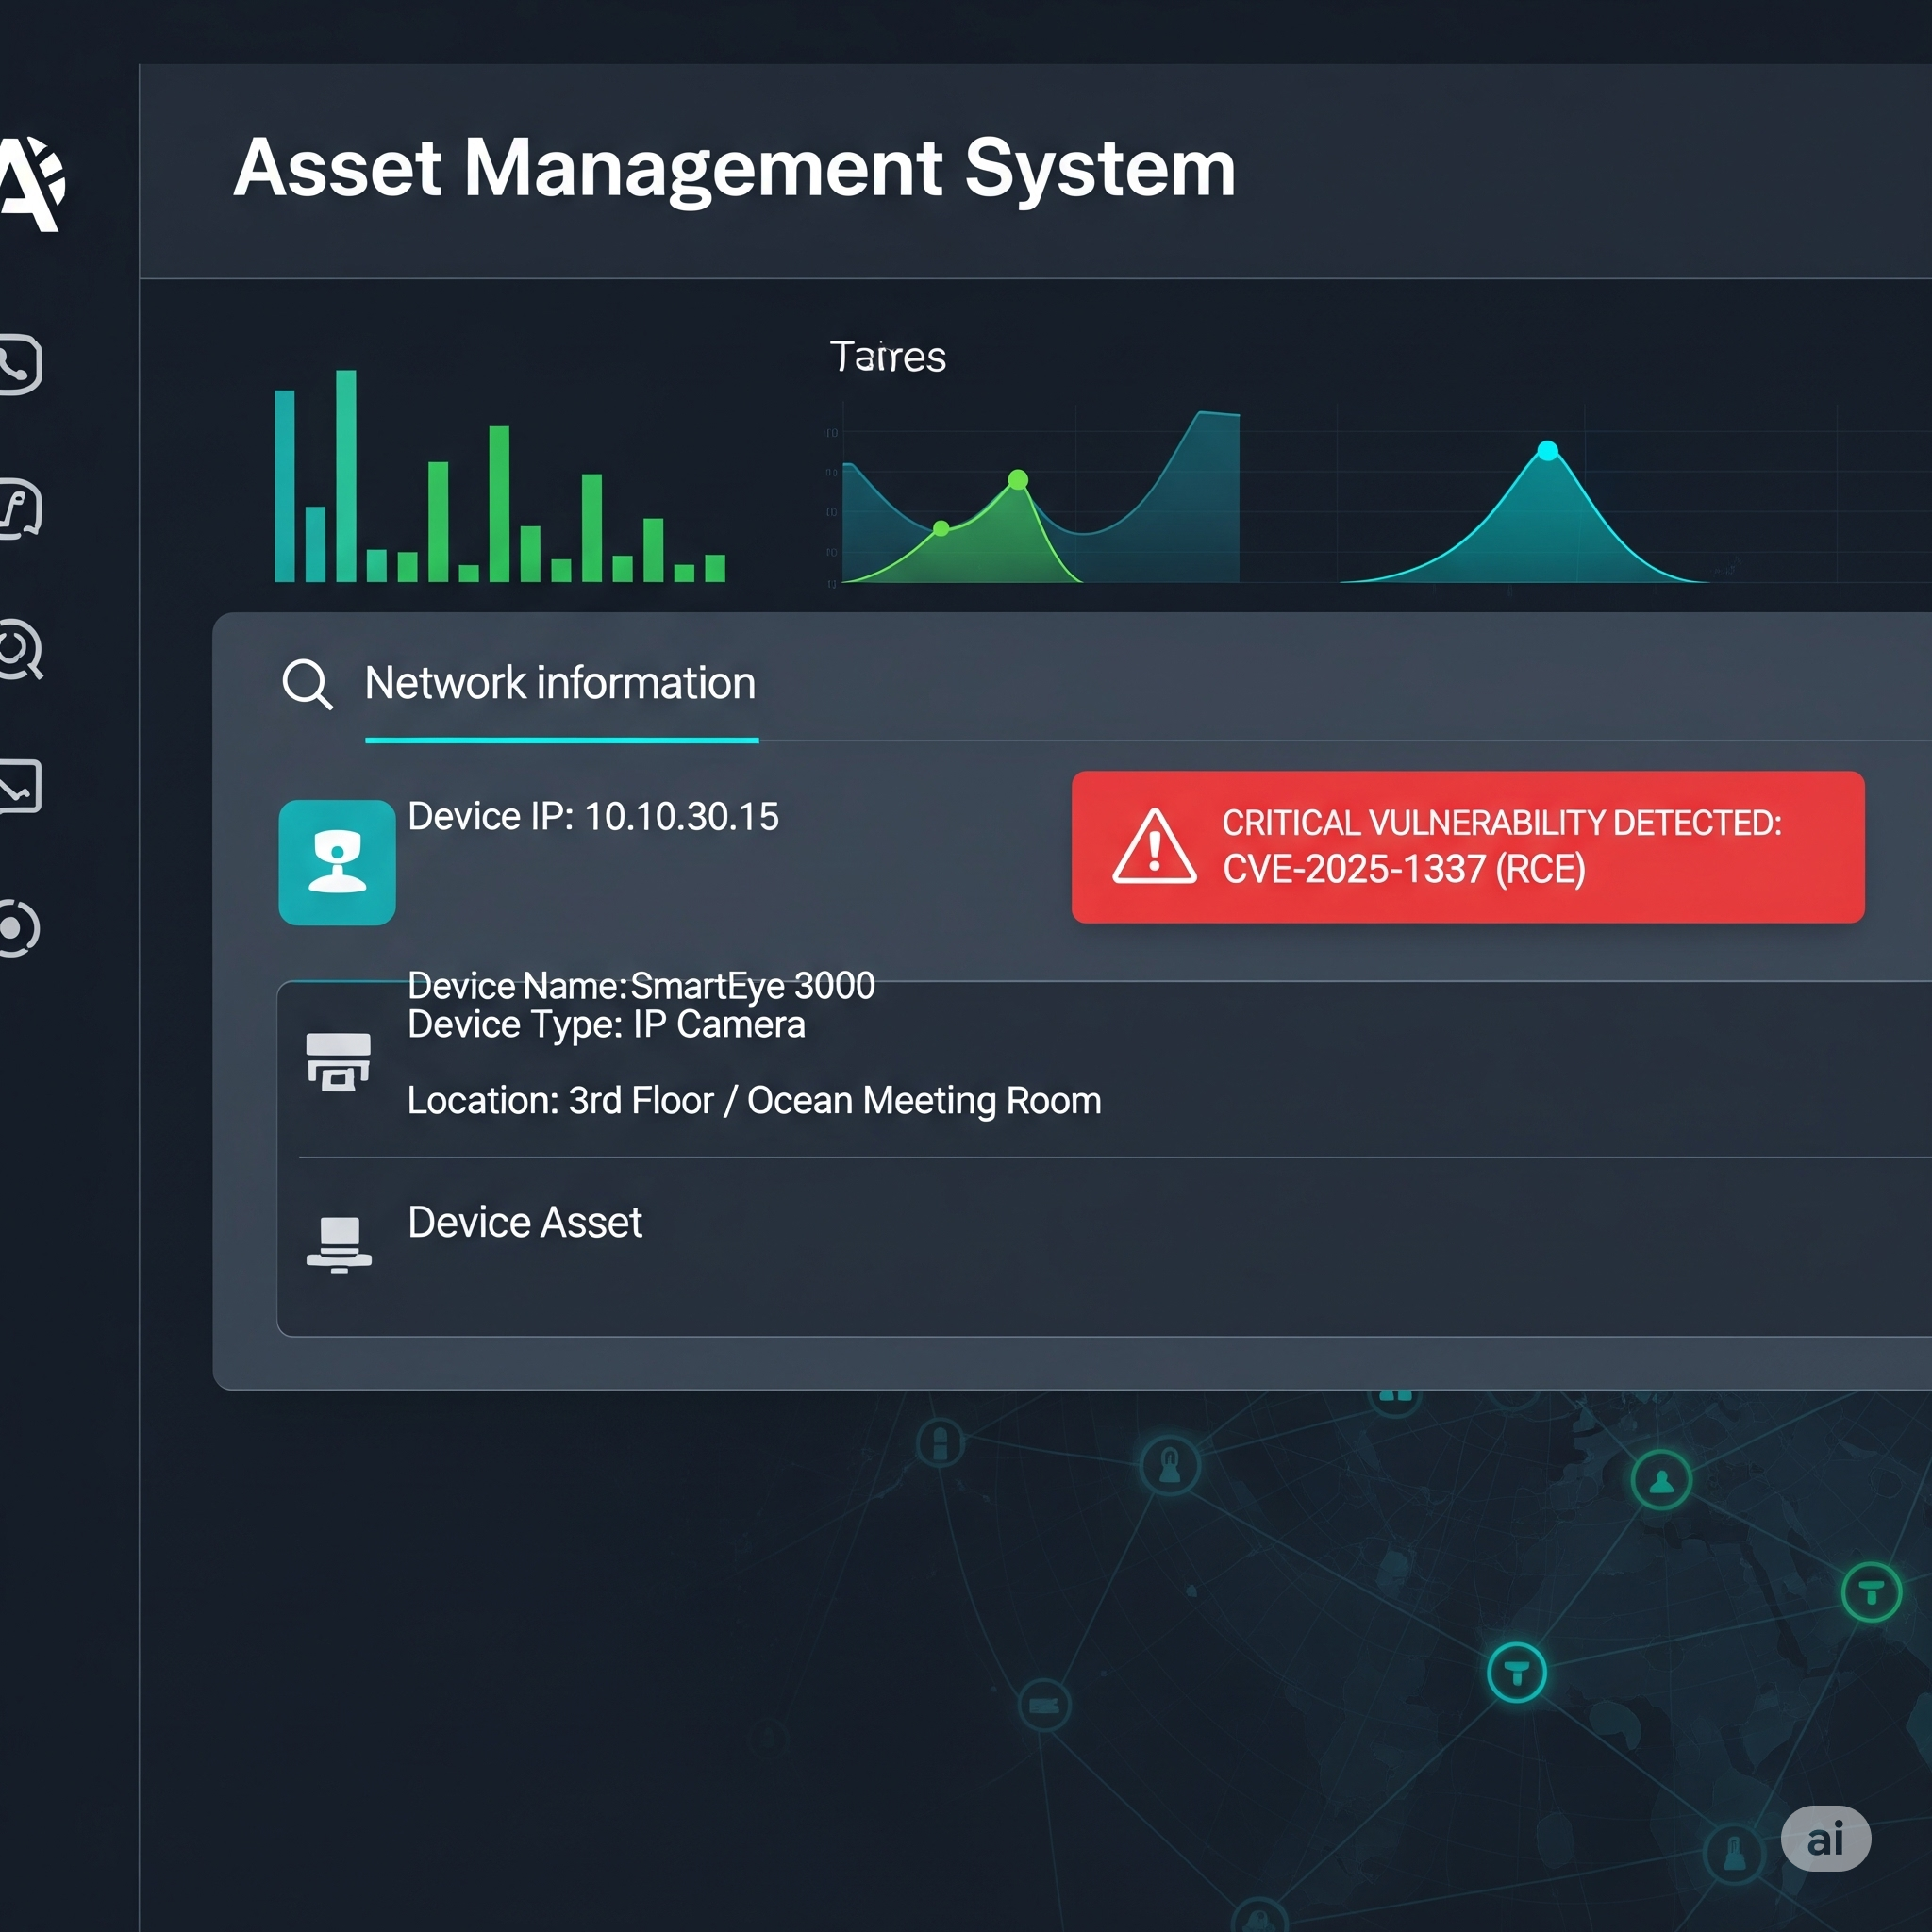 Asset Management System
Taires
Network information
Device IP: 10.10.30.15
CRITICAL VULNERABILITY DETECTED:
CVE-2025-1337 (RCE)
Device Name: SmartEye 3000
Device Type: IP Camera
Location: 3rd Floor / Ocean Meeting Room
Device Asset
ai